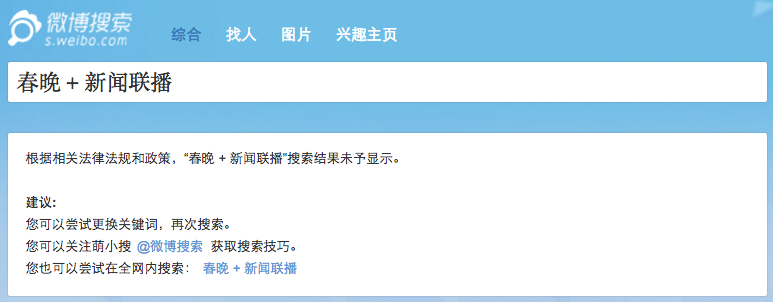 微博搜索
s.weibo.com
综合 找人 图片 兴趣主页
春晚 + 新闻联播
根据相关法律法规和政策，“春晚 + 新闻联播”搜索结果未予显示。
建议:
您可以尝试更换关键词，再次搜索。
您可以关注萌小搜 @微博搜索 获取搜索技巧。
您也可以尝试在全网内搜索： 春晚 + 新闻联播